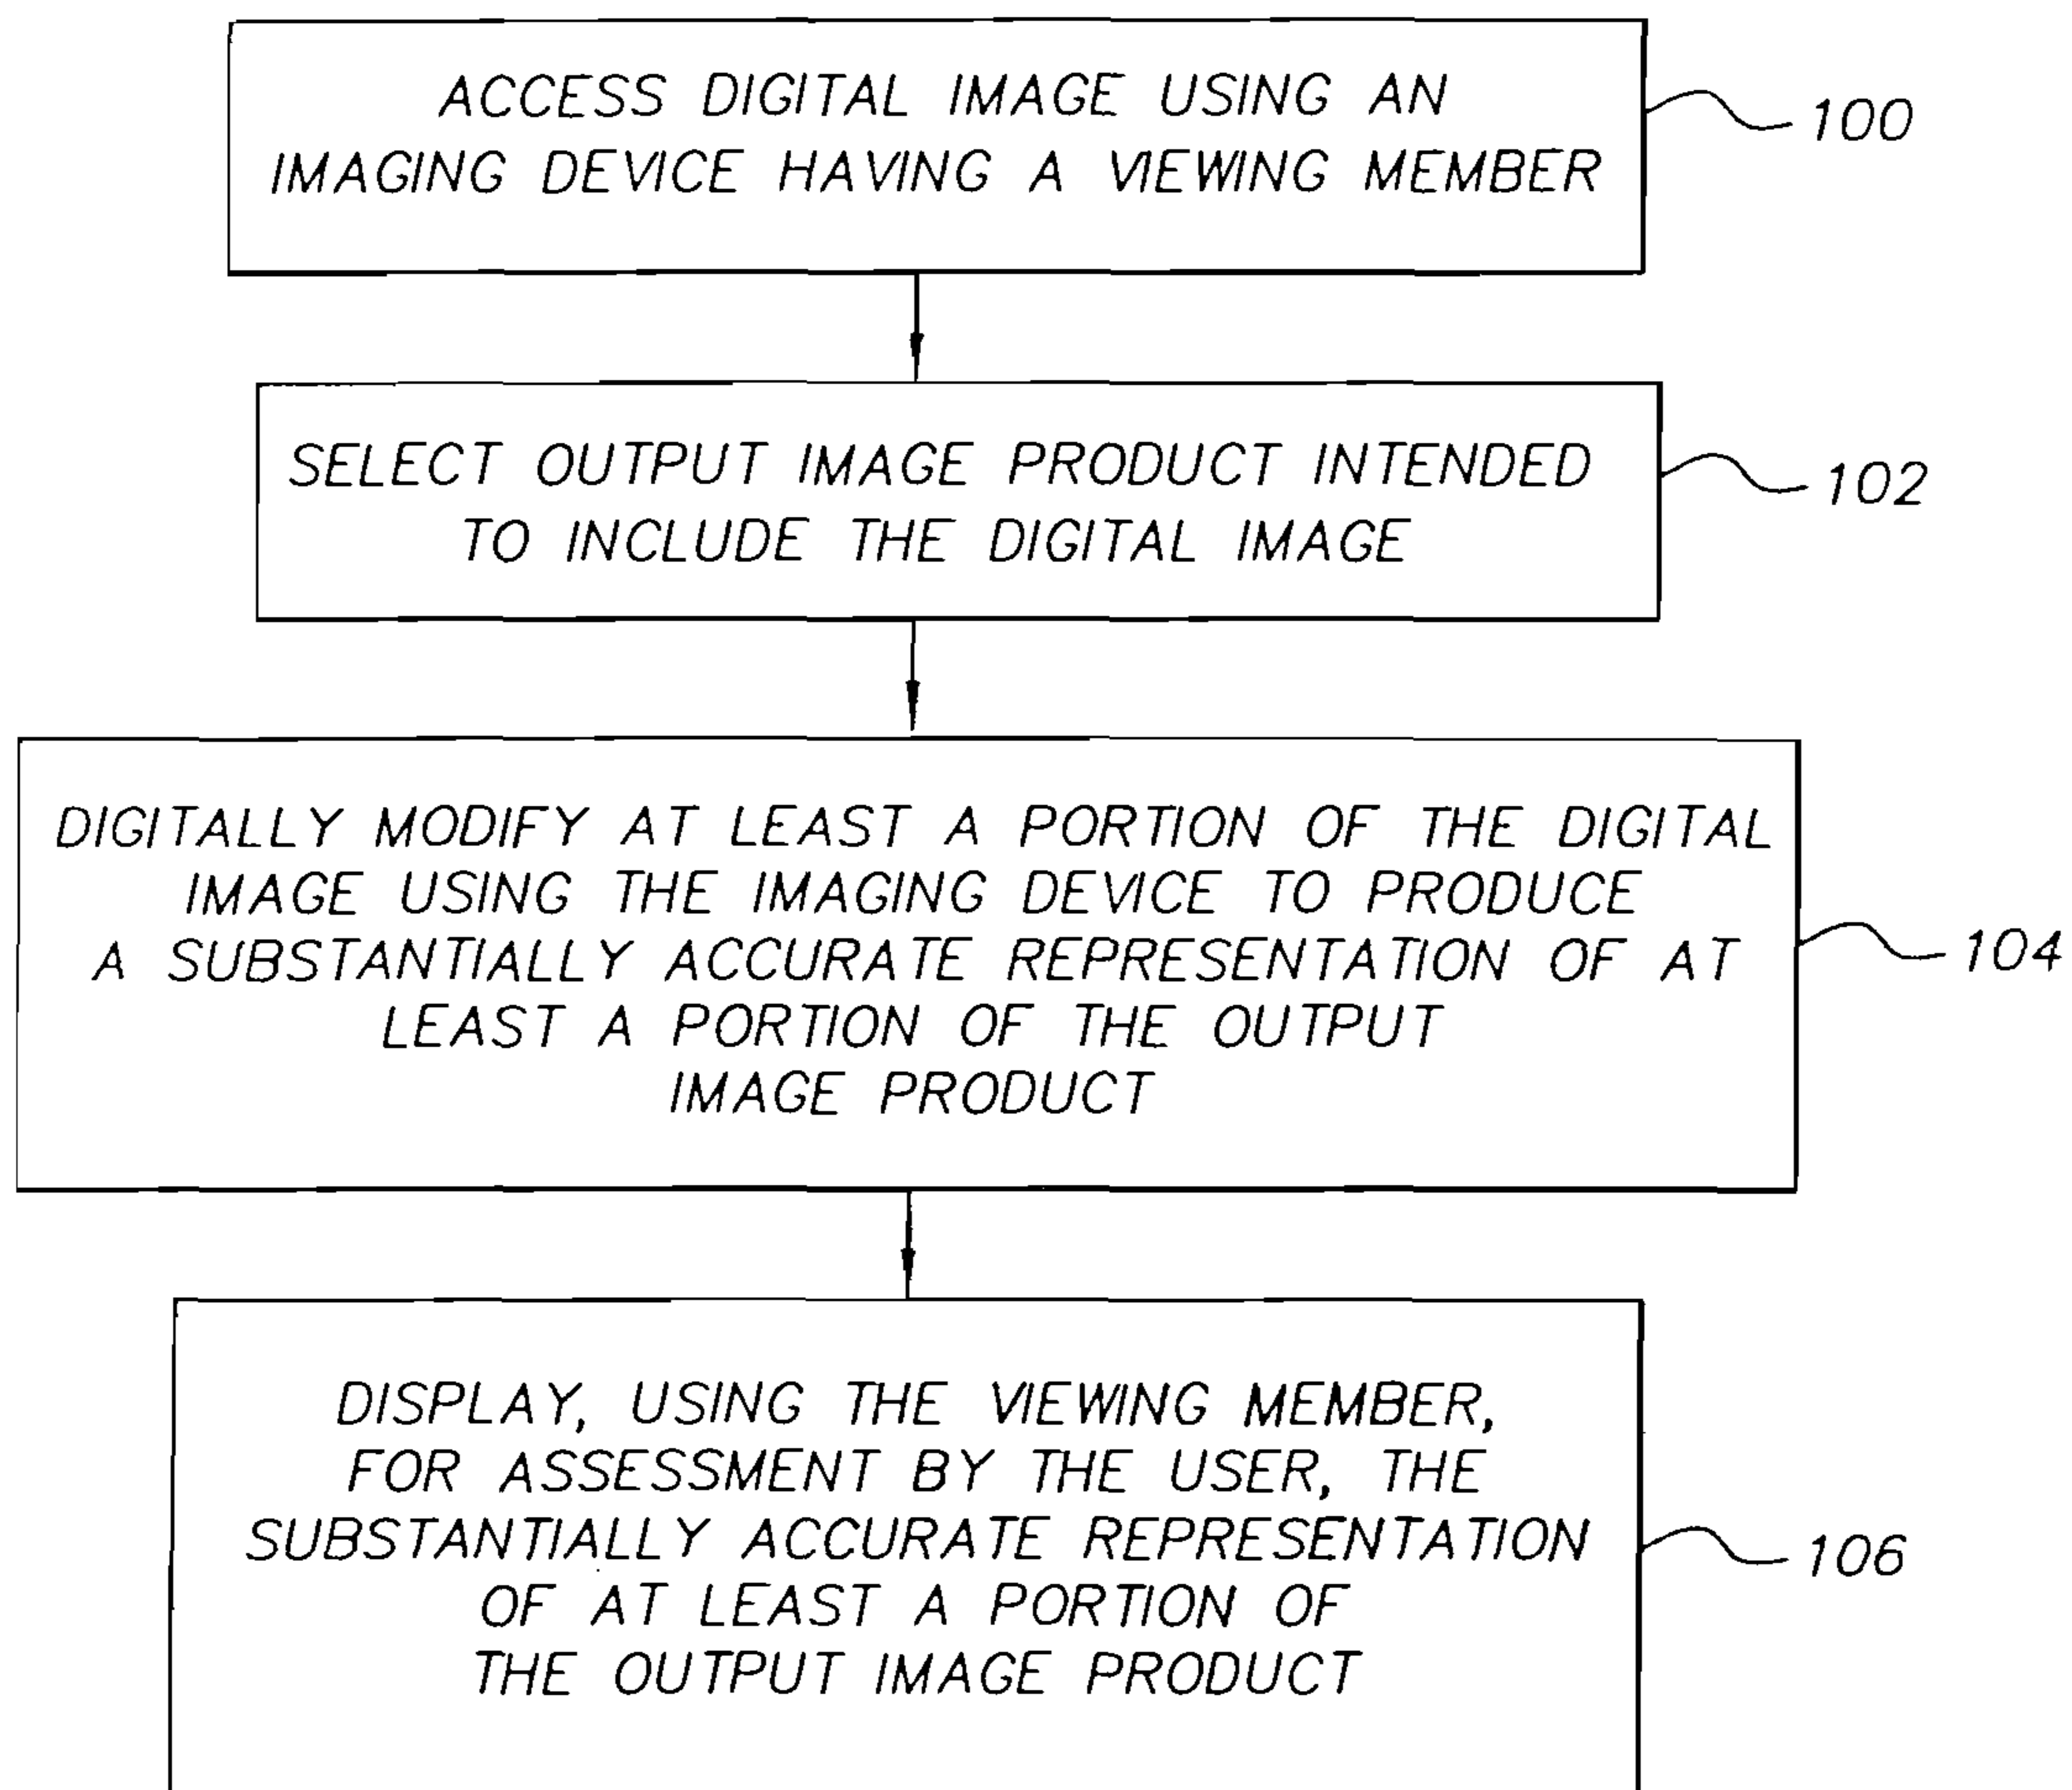 ACCESS DIGITAL IMAGE USING AN
IMAGING DEVICE HAVING A VIEWING MEMBER
100
SELECT OUTPUT IMAGE PRODUCT INTENDED
TO INCLUDE THE DIGITAL IMAGE
102
DIGITALLY MODIFY AT LEAST A PORTION OF THE DIGITAL
IMAGE USING THE IMAGING DEVICE TO PRODUCE
A SUBSTANTIALLY ACCURATE REPRESENTATION OF AT
LEAST A PORTION OF THE OUTPUT
IMAGE PRODUCT
104
DISPLAY, USING THE VIEWING MEMBER,
FOR ASSESSMENT BY THE USER, THE
SUBSTANTIALLY ACCURATE REPRESENTATION
OF AT LEAST A PORTION OF
THE OUTPUT IMAGE PRODUCT
106